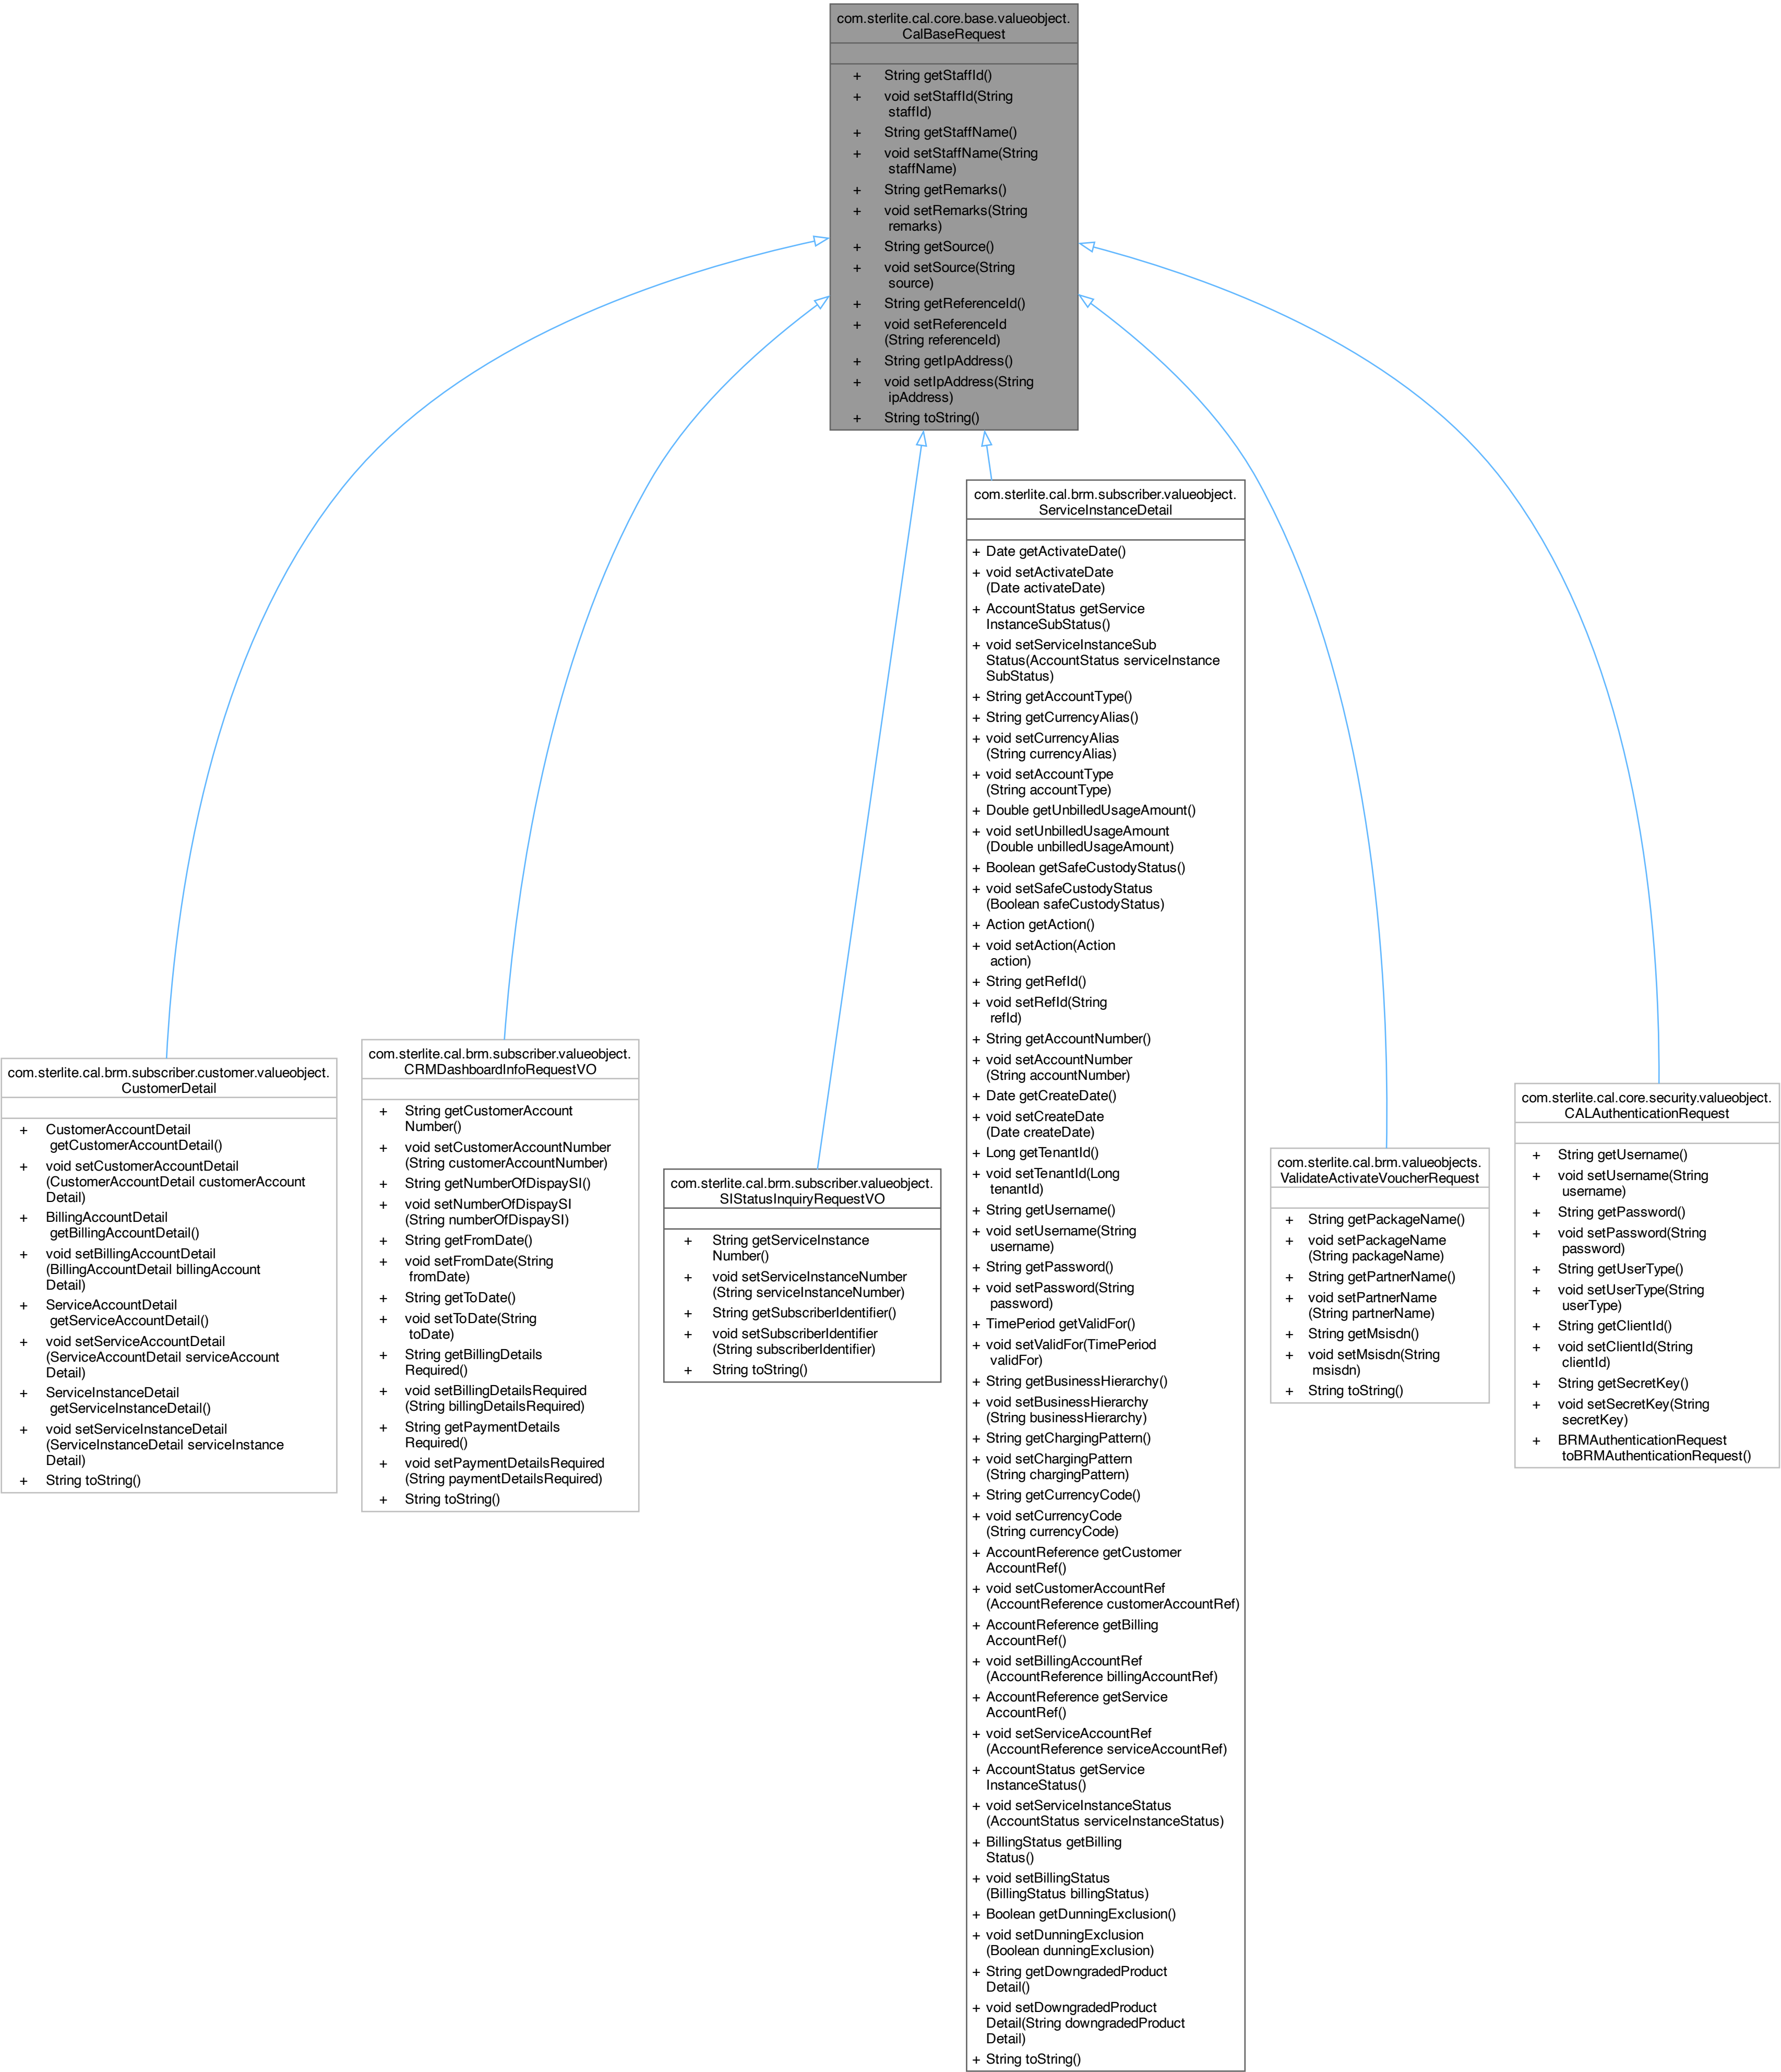 com.sterlite.cal.core.base.valueobject.
CalBaseRequest
+ String getStaffId()
+ void setStaffId(String
staffId)
+ String getStaffName()
+ void setStaffName(String
staffName)
+ String getRemarks()
+ void setRemarks(String
remarks)
+ String getSource()
+ void setSource(String
source)
+ String getReferenceId()
+ void setReferenceId
(String referenceId)
+ String getIpAddress()
+ void setIpAddress(String
ipAddress)
+ String toString()
com.sterlite.cal.brm.subscriber.customer.valueobject.
CustomerDetail
+ CustomerAccountDetail
getCustomerAccountDetail()
+ void setCustomerAccountDetail
(CustomerAccountDetail customerAccount
Detail)
+ BillingAccountDetail
getBillingAccountDetail()
+ void setBillingAccountDetail
(BillingAccountDetail billingAccount
Detail)
+ ServiceAccountDetail
getServiceAccountDetail()
+ void setServiceAccountDetail
(ServiceAccountDetail serviceAccount
Detail)
+ ServiceInstanceDetail
getServiceInstanceDetail()
+ void setServiceInstanceDetail
(ServiceInstanceDetail serviceInstance
Detail)
+ String toString()
com.sterlite.cal.brm.subscriber.valueobject.
CRMDashboardInfoRequestVO
+ String getCustomerAccount
Number()
+ void setCustomerAccountNumber
(String customerAccountNumber)
+ String getNumberOfDispaySI()
+ void setNumberOfDispaySI
(String numberOfDispaySI)
+ String getFromDate()
+ void setFromDate(String
fromDate)
+ String getToDate()
+ void setToDate(String
toDate)
+ String getBillingDetails
Required()
+ void setBillingDetailsRequired
(String billingDetailsRequired)
+ String getPaymentDetails
Required()
+ void setPaymentDetailsRequired
(String paymentDetailsRequired)
+ String toString()
com.sterlite.cal.brm.subscriber.valueobject.
SIStatusInquiryRequestVO
+ String getServiceInstance
Number()
+ void setServiceInstanceNumber
(String serviceInstanceNumber)
+ String getSubscriberIdentifier()
+ void setSubscriberIdentifier
(String subscriberIdentifier)
+ String toString()
com.sterlite.cal.brm.subscriber.valueobject.
ServiceInstanceDetail
+ Date getActivateDate()
+ void setActivateDate
(Date activateDate)
+ AccountStatus getService
InstanceSubStatus()
+ void setServiceInstanceSub
Status(AccountStatus serviceInstance
SubStatus)
+ String getAccountType()
+ String getCurrencyAlias()
+ void setCurrencyAlias
(String currencyAlias)
+ void setAccountType
(String accountType)
+ Double getUnbilledUsageAmount()
+ void setUnbilledUsageAmount
(Double unbilledUsageAmount)
+ Boolean getSafeCustodyStatus()
+ void setSafeCustodyStatus
(Boolean safeCustodyStatus)
+ Action getAction()
+ void setAction(Action
action)
+ String getRefId()
+ void setRefId(String
refId)
+ String getAccountNumber()
+ void setAccountNumber
(String accountNumber)
+ Date getCreateDate()
+ void setCreateDate
(Date createDate)
+ Long getTenantId()
+ void setTenantId(Long
tenantId)
+ String getUsername()
+ void setUsername(String
username)
+ String getPassword()
+ void setPassword(String
password)
+ TimePeriod getValidFor()
+ void setValidFor(TimePeriod
validFor)
+ String getBusinessHierarchy()
+ void setBusinessHierarchy
(String businessHierarchy)
+ String getChargingPattern()
+ void setChargingPattern
(String chargingPattern)
+ String getCurrencyCode()
+ void setCurrencyCode
(String currencyCode)
+ AccountReference getCustomer
AccountRef()
+ void setCustomerAccountRef
(AccountReference customerAccountRef)
+ AccountReference getBilling
AccountRef()
+ void setBillingAccountRef
(AccountReference billingAccountRef)
+ AccountReference getService
AccountRef()
+ void setServiceAccountRef
(AccountReference serviceAccountRef)
+ AccountStatus getService
InstanceStatus()
+ void setServiceInstanceStatus
(AccountStatus serviceInstanceStatus)
+ BillingStatus getBilling
Status()
+ void setBillingStatus
(BillingStatus billingStatus)
+ Boolean getDunningExclusion()
+ void setDunningExclusion
(Boolean dunningExclusion)
+ String getDowngradedProduct
Detail()
+ void setDowngradedProduct
Detail(String downgradedProduct
Detail)
+ String toString()
com.sterlite.cal.brm.valueobjects.
ValidateActivateVoucherRequest
+ String getPackageName()
+ void setPackageName
(String packageName)
+ String getPartnerName()
+ void setPartnerName
(String partnerName)
+ String getMsisdn()
+ void setMsisdn(String
msisdn)
+ String toString()
com.sterlite.cal.core.security.valueobject.
CALAuthenticationRequest
+ String getUsername()
+ void setUsername(String
username)
+ String getPassword()
+ void setPassword(String
password)
+ String getUserType()
+ void setUserType(String
userType)
+ String getClientId()
+ void setClientId(String
clientId)
+ String getSecretKey()
+ void setSecretKey(String
secretKey)
+ BRMAuthenticationRequest
toBRMAuthenticationRequest()